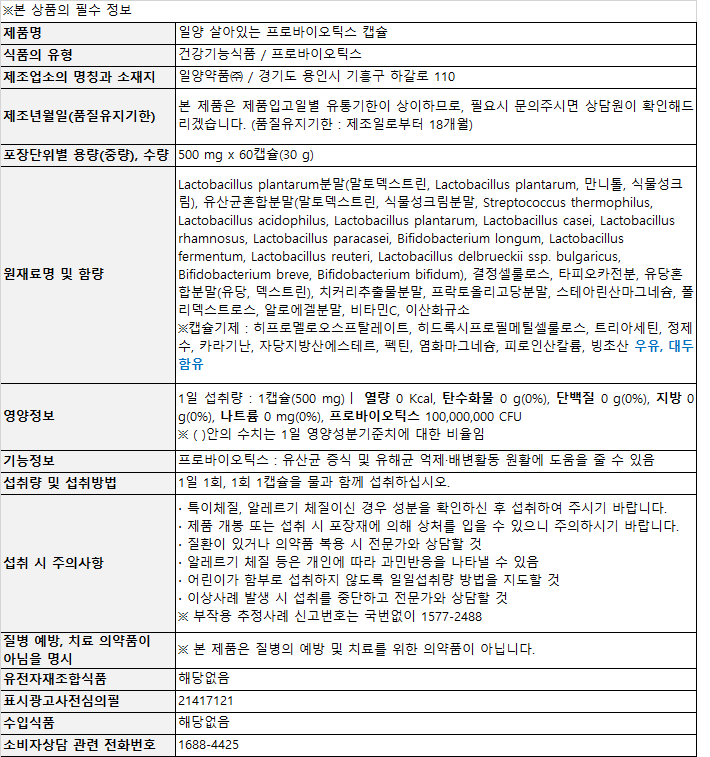 ※본 상품의 필수 정보
제품명
일양 살아있는 프로바이오틱스 캡슐
식품의 유형
건강기능식품 / 프로바이오틱스
제조업소의 명칭과 소재지
일양약품㈜ / 경기도 용인시 기흥구 하갈로 110
제조년월일(품질유지기한)
본 제품은 제품입고일별 유통기한이 상이하므로, 필요시 문의주시면 상담원이 확인해드
리겠습니다. (품질유지기한 : 제조일로부터 18개월)
포장단위별 용량(중량), 수량
500 mg x 60캡슐(30 g)
원재료명 및 함량
Lactobacillus plantarum분말(말토덱스트린, Lactobacillus plantarum, 만니톨, 식물성크
림), 유산균혼합분말(말토덱스트린, 식물성크림분말, Streptococcus thermophilus,
Lactobacillus acidophilus, Lactobacillus plantarum, Lactobacillus casei, Lactobacillus
rhamnosus, Lactobacillus paracasei, Bifidobacterium longum, Lactobacillus
fermentum, Lactobacillus reuteri, Lactobacillus delbrueckii ssp. bulgaricus,
Bifidobacterium breve, Bifidobacterium bifidum), 결정셀룰로스, 타피오카전분, 유당혼
합분말(유당, 덱스트린), 치커리추출물분말, 프락토올리고당분말, 스테아린산마그네슘, 폴
리덱스트로스, 알로에겔분말, 비타민C, 이산화규소
※캡슐기제 : 히프로멜로오스프탈레이트, 히드록시프로필메틸셀룰로스, 트리아세틴, 정제
수, 카라기난, 자당지방산에스테르, 펙틴, 염화마그네슘, 피로인산칼륨, 빙초산 우유, 대두
함유
영양정보
1일 섭취량 : 1캡슐(500 mg)ㅣ 열량 0 Kcal, 탄수화물 0 g(0%), 단백질 0 g(0%), 지방 0
g(0%), 나트륨 0 mg(0%), 프로바이오틱스 100,000,000 CFU
※ ( )안의 수치는 1일 영양성분기준치에 대한 비율임
기능정보
프로바이오틱스 : 유산균 증식 및 유해균 억제·배변활동 원활에 도움을 줄 수 있음
섭취량 및 섭취방법
1일 1회, 1회 1캡슐을 물과 함께 섭취하십시오.
섭취 시 주의사항
· 특이체질, 알레르기 체질이신 경우 성분을 확인하신 후 섭취하여 주시기 바랍니다.
· 제품 개봉 또는 섭취 시 포장재에 의해 상처를 입을 수 있으니 주의하시기 바랍니다.
· 질환이 있거나 의약품 복용 시 전문가와 상담할 것
· 알레르기 체질 등은 개인에 따라 과민반응을 나타낼 수 있음
· 어린이가 함부로 섭취하지 않도록 일일섭취량 방법을 지도할 것
· 이상사례 발생 시 섭취를 중단하고 전문가와 상담할 것
※ 부작용 추정사례 신고번호는 국번없이 1577-2488
질병 예방, 치료 의약품이
아님을 명시
※ 본 제품은 질병의 예방 및 치료를 위한 의약품이 아닙니다.
유전자재조합식품
해당없음
표시광고사전심의필
21417121
수입식품
해당없음
소비자상담 관련 전화번호
1688-4425